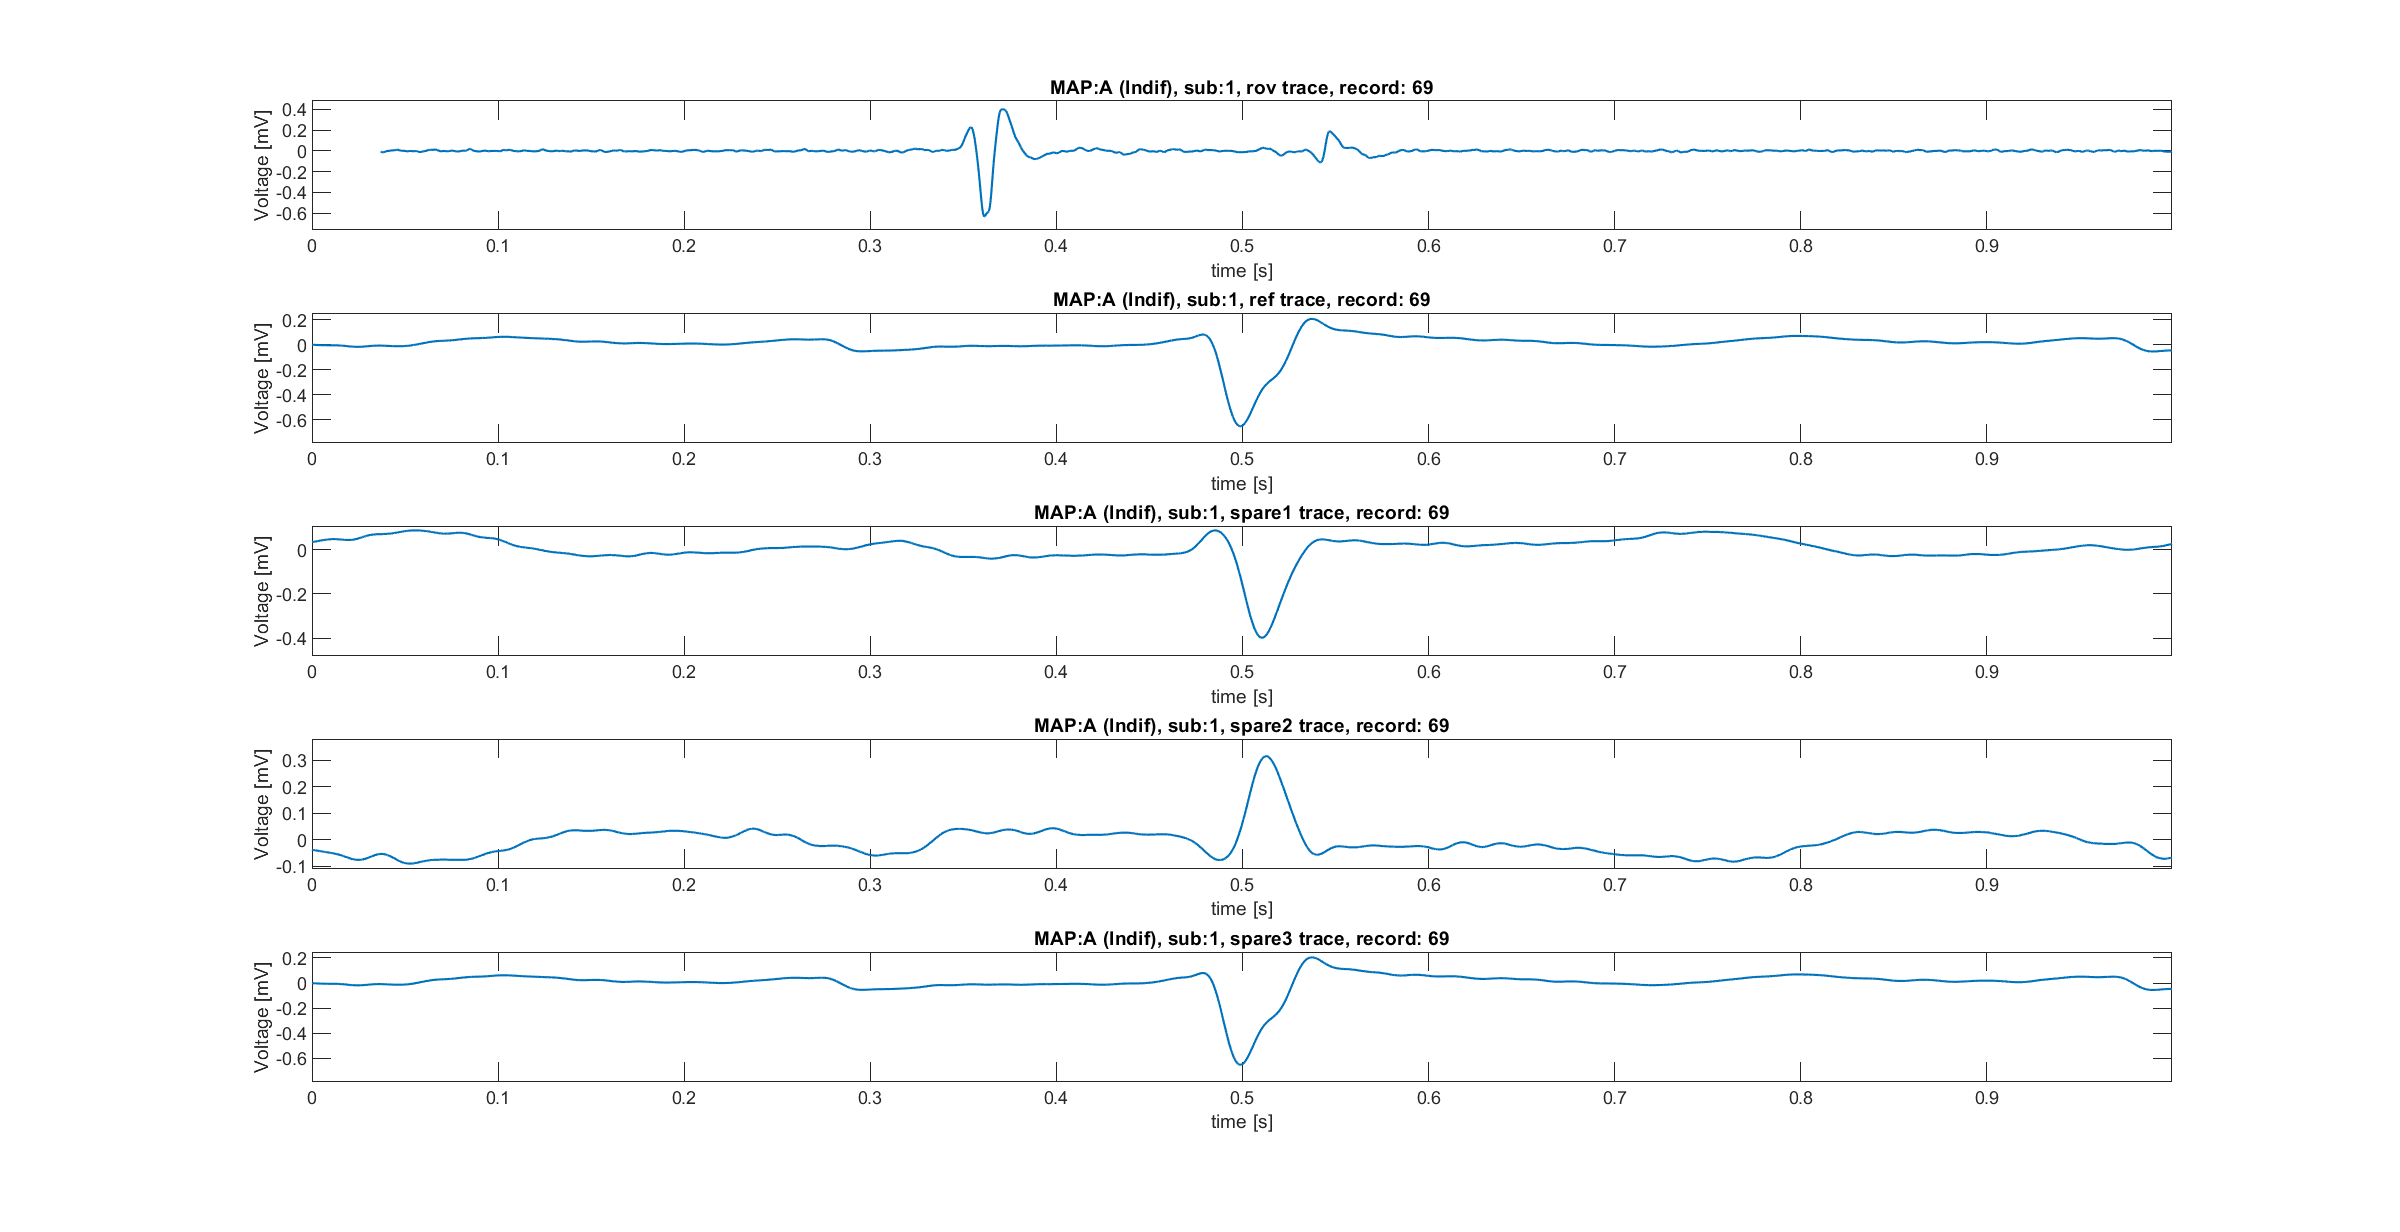 MAP:A (Indif), sub:1, rov trace, record: 69
Voltage [mV]
0.4
0.2
0
-0.2
-0.4
-0.6
0 0.1 0.2 0.3 0.4 0.5 0.6 0.7 0.8 0.9
time [s]
MAP:A (Indif), sub:1, ref trace, record: 69
Voltage [mV]
0.2
0
-0.2
-0.4
-0.6
0 0.1 0.2 0.3 0.4 0.5 0.6 0.7 0.8 0.9
time [s]
MAP:A (Indif), sub:1, spare1 trace, record: 69
Voltage [mV]
0
-0.2
-0.4
0 0.1 0.2 0.3 0.4 0.5 0.6 0.7 0.8 0.9
time [s]
MAP:A (Indif), sub:1, spare2 trace, record: 69
Voltage [mV]
0.3
0.2
0.1
0
-0.1
0 0.1 0.2 0.3 0.4 0.5 0.6 0.7 0.8 0.9
time [s]
MAP:A (Indif), sub:1, spare3 trace, record: 69
Voltage [mV]
0.2
0
-0.2
-0.4
-0.6
0 0.1 0.2 0.3 0.4 0.5 0.6 0.7 0.8 0.9
time [s]